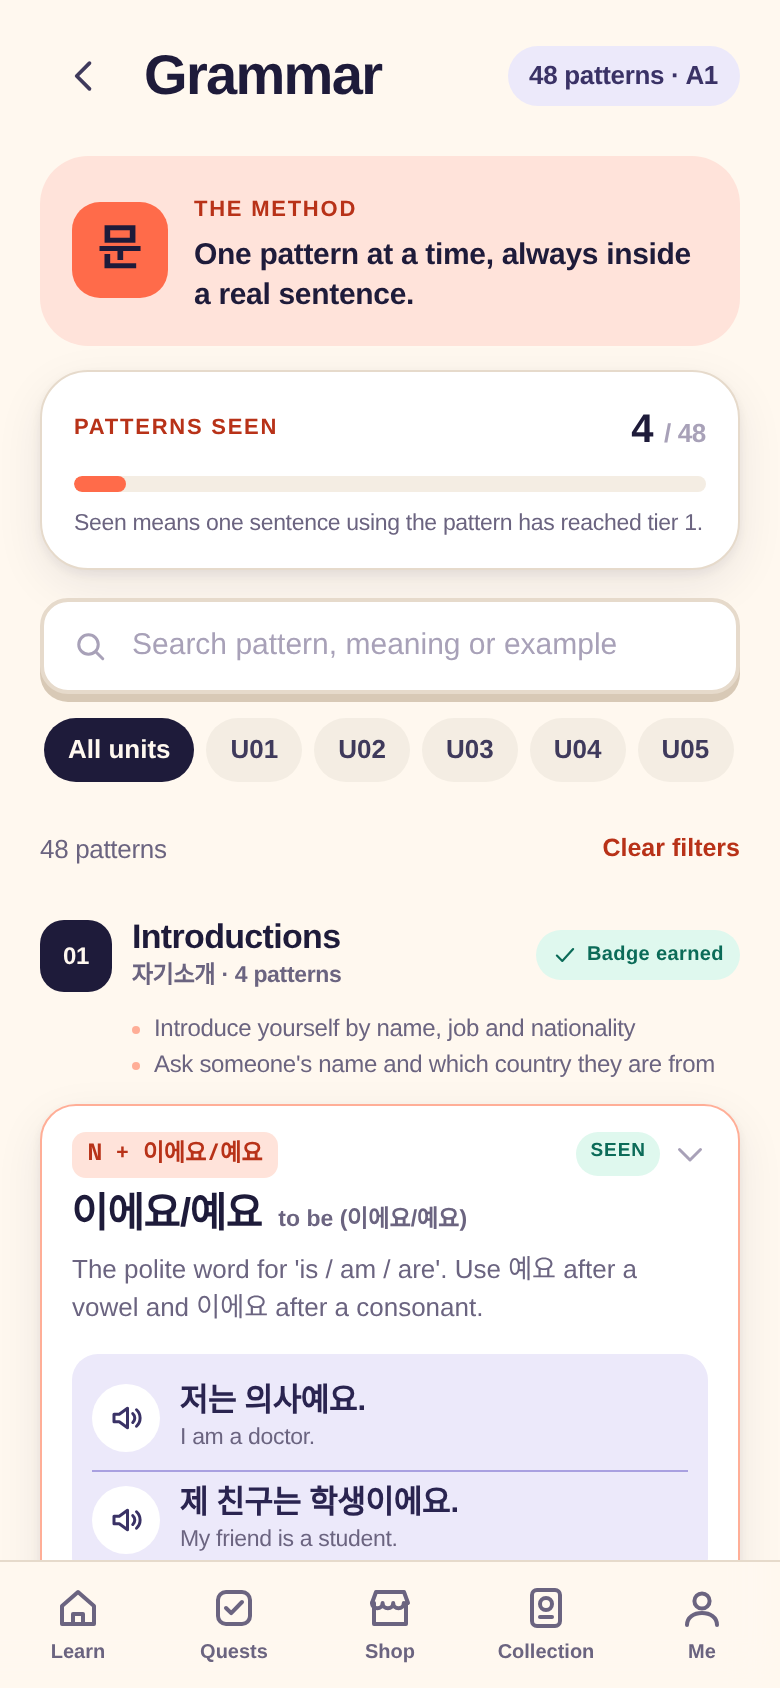 Grammar
48 patterns · A1
문
THE METHOD
One pattern at a time, always inside
a real sentence.
PATTERNS SEEN
4 / 48
Seen means one sentence using the pattern has reached tier 1.
Search pattern, meaning or example
All units
U01
U02
U03
U04
U05
48 patterns
Clear filters
01
Introductions
자기소개 · 4 patterns
Badge earned
• Introduce yourself by name, job and nationality
• Ask someone's name and which country they are from
N + 이에요/예요
SEEN
이에요/예요 to be (이에요/예요)
The polite word for 'is / am / are'. Use 예요 after a
vowel and 이에요 after a consonant.
저는 의사예요.
I am a doctor.
제 친구는 학생이에요.
My friend is a student.
Learn
Quests
Shop
Collection
Me